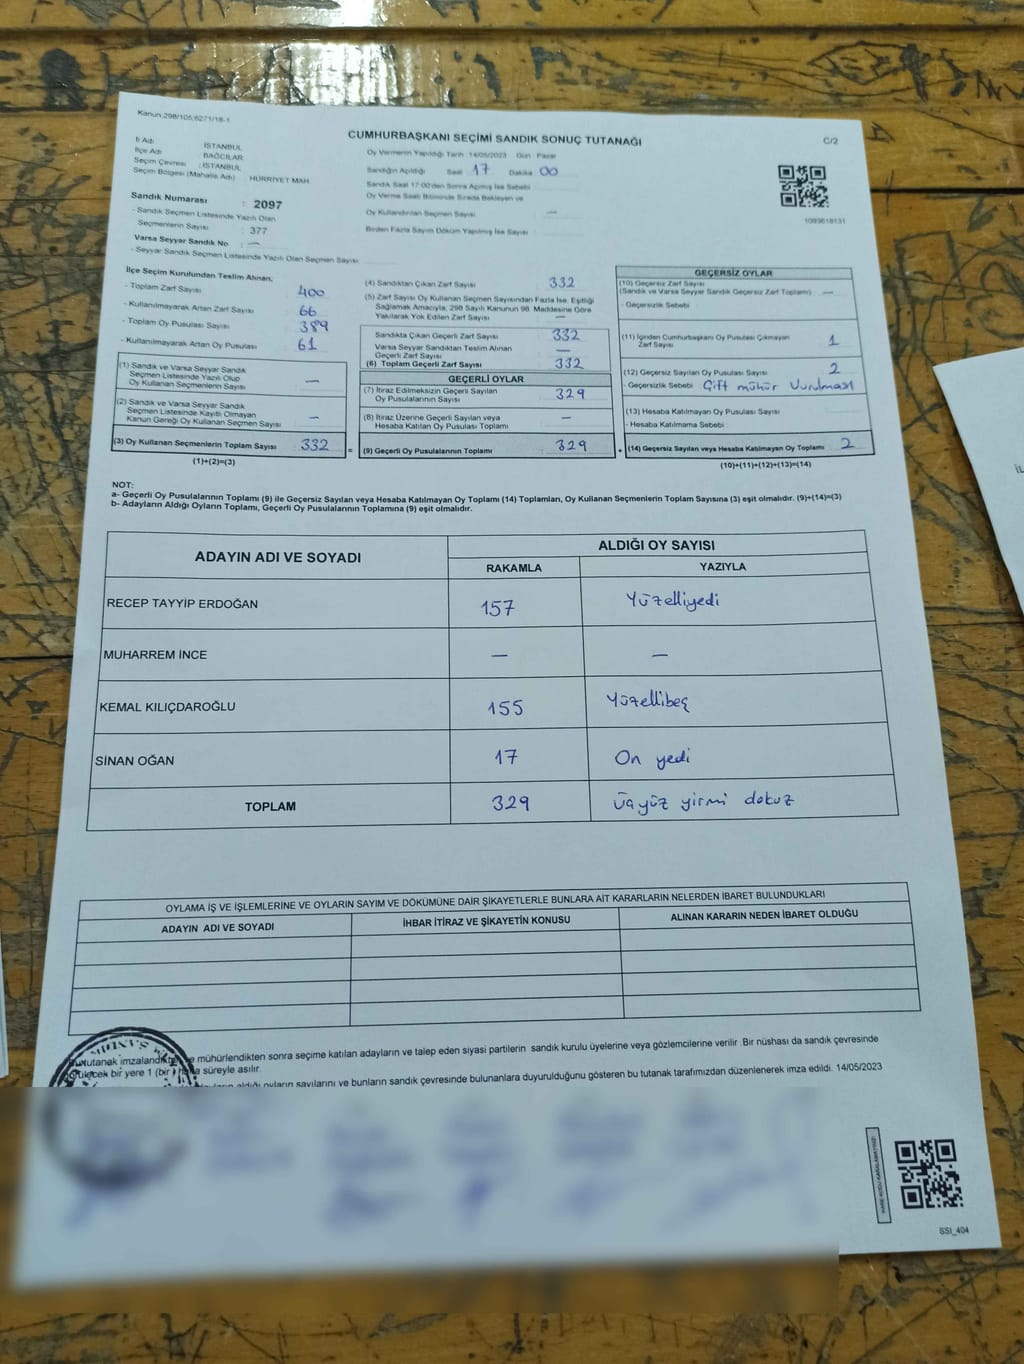 Kanun:298/105,6271/18-1
CUMHURBAŞKANI SEÇİMİ SANDIK SONUÇ TUTANAĞI
C/2
İl Adı : İSTANBUL
İlçe Adı : BAĞCILAR
Seçim Çevresi : İSTANBUL
Seçim Bölgesi (Mahalle Adı) : HÜRRİYET MAH.
Sandık Numarası : 2097
- Sandık Seçmen Listesinde Yazılı Olan
Seçmenlerin Sayısı : 377
Varsa Seyyar Sandık No : —
- Seyyar Sandık Seçmen Listesinde Yazılı Olan Seçmen Sayısı:
Oy Vermenin Yapıldığı Tarih : 14/05/2023 Gün : Pazar
Sandığın Açıldığı Saat 17 Dakika 00
Sandık Saat 17:00'den Sonra Açılmış İse Sebebi
Oy Verme Saati Bitiminde Sırada Bekleyen ve
Oy Kullandırılan Seçmen Sayısı —
Birden Fazla Sayım Döküm Yapılmış İse Sayısı
1089618131
İlçe Seçim Kurulundan Teslim Alınan;
- Toplam Zarf Sayısı 400
- Kullanılmayarak Artan Zarf Sayısı 66
- Toplam Oy Pusulası Sayısı 389
- Kullanılmayarak Artan Oy Pusulası 61
(1) Sandık ve Varsa Seyyar Sandık
Seçmen Listesinde Yazılı Olup
Oy Kullanan Seçmenlerin Sayısı —
(2) Sandık ve Varsa Seyyar Sandık
Seçmen Listesinde Kayıtlı Olmayan
Kanun Gereği Oy Kullanan Seçmen Sayısı —
(3) Oy Kullanan Seçmenlerin Toplam Sayısı 332
(1)+(2)=(3)
=
(4) Sandıktan Çıkan Zarf Sayısı 332
(5) Zarf Sayısı Oy Kullanan Seçmen Sayısından Fazla İse, Eşitliği
Sağlamak Amacıyla, 298 Sayılı Kanunun 98. Maddesine Göre
Yakılarak Yok Edilen Zarf Sayısı —
Sandıkta Çıkan Geçerli Zarf Sayısı 332
Varsa Seyyar Sandıktan Teslim Alınan
Geçerli Zarf Sayısı —
(6) Toplam Geçerli Zarf Sayısı 332
GEÇERLİ OYLAR
(7) İtiraz Edilmeksizin Geçerli Sayılan
Oy Pusulalarının Sayısı 329
(8) İtiraz Üzerine Geçerli Sayılan veya
Hesaba Katılan Oy Pusulası Toplamı —
(9) Geçerli Oy Pusulalarının Toplamı 329
+
GEÇERSİZ OYLAR
(10) Geçersiz Zarf Sayısı
(Sandık ve Varsa Seyyar Sandık Geçersiz Zarf Toplamı) —
- Geçersizlik Sebebi :
(11) İçinden Cumhurbaşkanı Oy Pusulası Çıkmayan
Zarf Sayısı 1
(12) Geçersiz Sayılan Oy Pusulası Sayısı 2
- Geçersizlik Sebebi Çift mühür Vurulması
(13) Hesaba Katılmayan Oy Pusulası Sayısı
- Hesaba Katılmama Sebebi :
(14) Geçersiz Sayılan veya Hesaba Katılmayan Oy Toplamı 2
(10)+(11)+(12)+(13)=(14)
NOT:
a- Geçerli Oy Pusulalarının Toplamı (9) ile Geçersiz Sayılan veya Hesaba Katılmayan Oy Toplamı (14) Toplamları, Oy Kullanan Seçmenlerin Toplam Sayısına (3) eşit olmalıdır. (9)+(14)=(3)
b- Adayların Aldığı Oyların Toplamı, Geçerli Oy Pusulalarının Toplamına (9) eşit olmalıdır.
ADAYIN ADI VE SOYADI
ALDIĞI OY SAYISI
RAKAMLA YAZIYLA
RECEP TAYYİP ERDOĞAN 157 Yüzelliyedi
MUHARREM İNCE — —
KEMAL KILIÇDAROĞLU 155 Yüzellibeş
SİNAN OĞAN 17 On yedi
TOPLAM 329 Üçyüz yirmi dokuz
OYLAMA İŞ VE İŞLEMLERİNE VE OYLARIN SAYIM VE DÖKÜMÜNE DAİR ŞİKAYETLERLE BUNLARA AİT KARARLARIN NELERDEN İBARET BULUNDUKLARI
ADAYIN ADI VE SOYADI İHBAR İTİRAZ VE ŞİKAYETİN KONUSU ALINAN KARARIN NEDEN İBARET OLDUĞU
tutanak imzalandıktan ve mühürlendikten sonra seçime katılan adayların ve talep eden siyasi partilerin sandık kurulu üyelerine veya gözlemcilerine verilir .Bir nüshası da sandık çevresinde
görülecek bir yere 1 (bir) hafta süreyle asılır.
aldığı oyların sayılarını ve bunların sandık çevresinde bulunanlara duyurulduğunu gösteren bu tutanak tarafımızdan düzenlenerek imza edildi. 14/05/2023
SSI_404